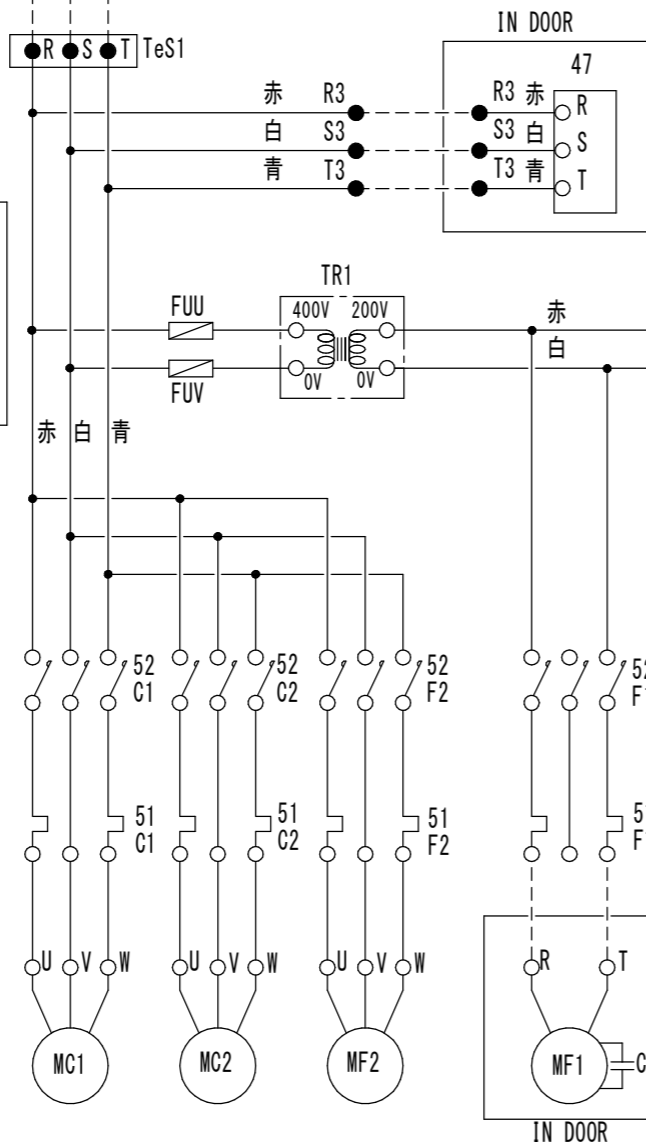 IN DOOR
R S T TeS1
47
赤 R3 R3 赤 R
白 S3 S3 白 S
青 T3 T3 青 T
TR1
FUU 400V 200V 赤
白
FUV 0V 0V
赤 白 青
52 52 52 52
C1 C2 F2
51 51 51
C1 C2 F2
U V W U V W U V W R T
MC1 MC2 MF2 MF1 C
IN DOOR